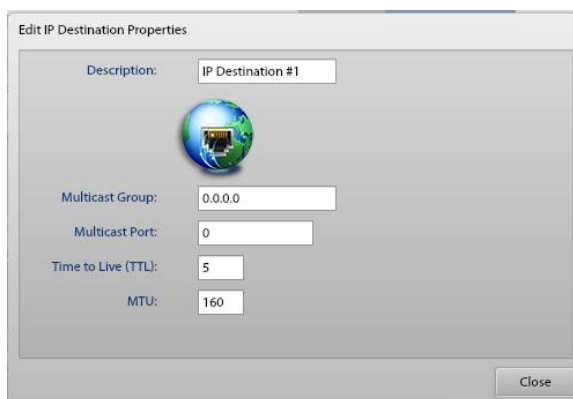 Edit IP Destination Properties
Description: IP Destination #1
Multicast Group: 0.0.0.0
Multicast Port: 0
Time to Live (TTL): 5
MTU: 160
Close